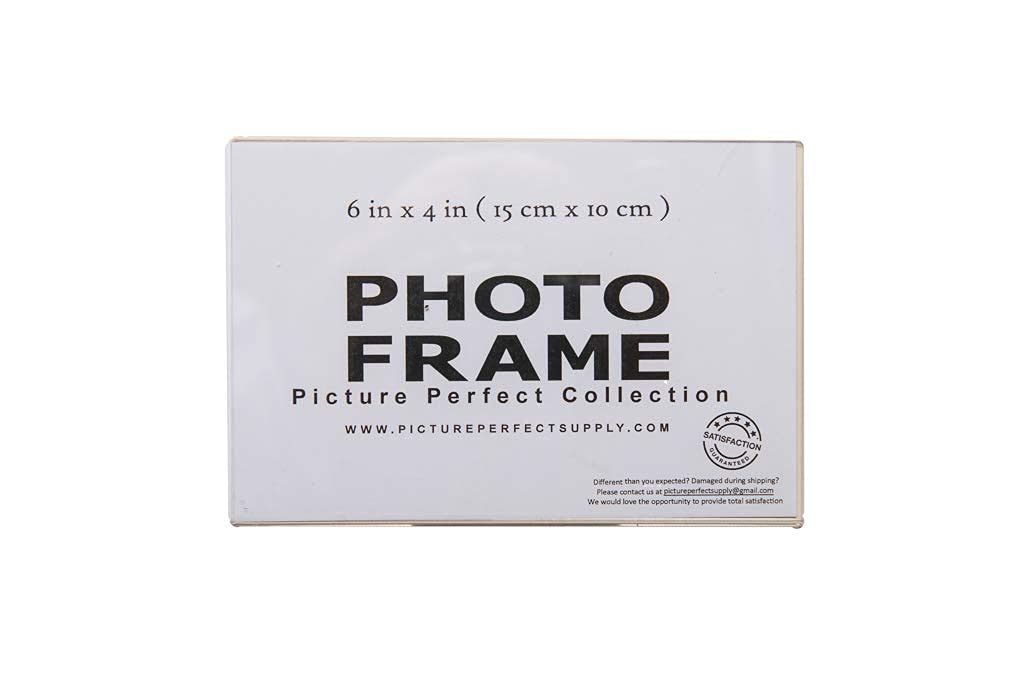 6 in x 4 in ( 15 cm x 10 cm )
PHOTO
FRAME
Picture Perfect Collection
WWW.PICTUREPERFECTSUPPLY.COM
SATISFACTION
GUARANTEED
Different than you expected? Damaged during shipping?
Please contact us at pictureperfectsupply@gmail.com
We would love the opportunity to provide total satisfaction